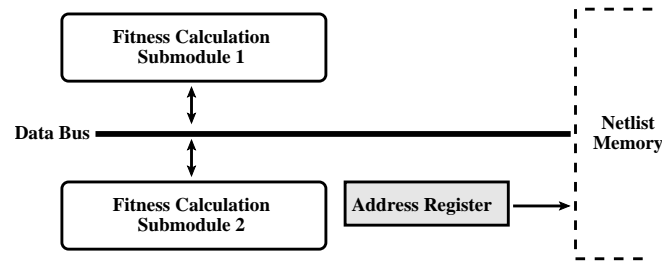 Fitness Calculation
Submodule 1
Data Bus
Netlist
Memory
Fitness Calculation
Submodule 2
Address Register